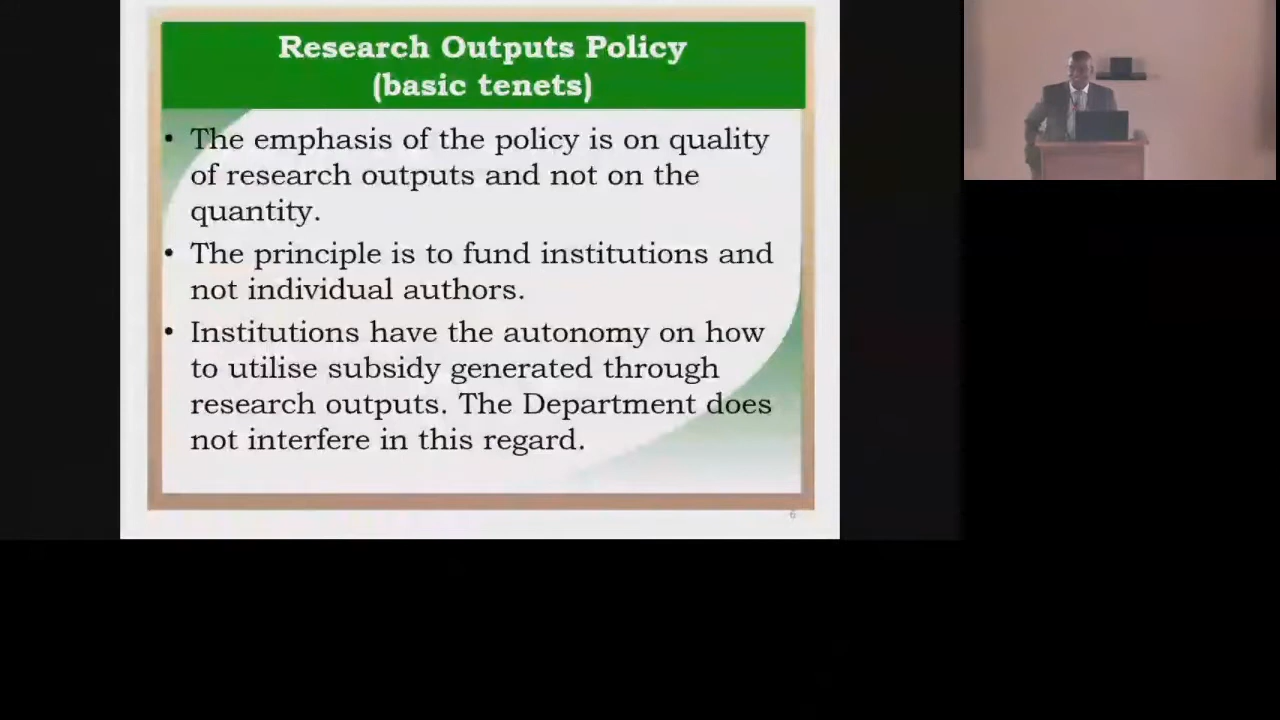 Research Outputs Policy
(basic tenets)
• The emphasis of the policy is on quality
of research outputs and not on the
quantity.
• The principle is to fund institutions and
not individual authors.
• Institutions have the autonomy on how
to utilise subsidy generated through
research outputs. The Department does
not interfere in this regard.
6